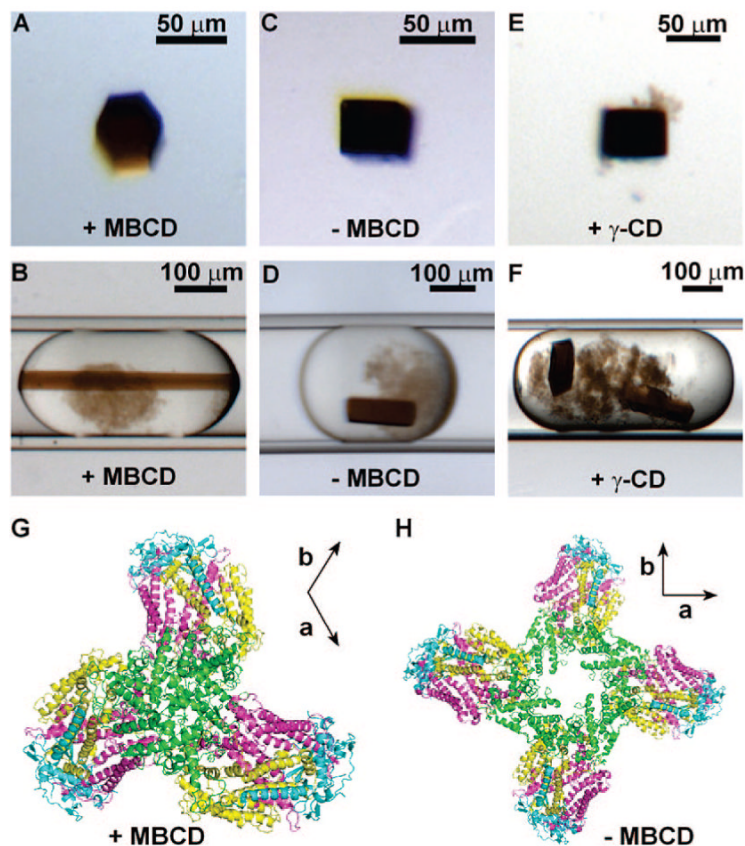 A
50 μm
+ MBCD
C
50 μm
- MBCD
E
50 μm
+ γ-CD
B
100 μm
+ MBCD
D
100 μm
- MBCD
F
100 μm
+ γ-CD
G
b
a
+ MBCD
H
b
a
- MBCD